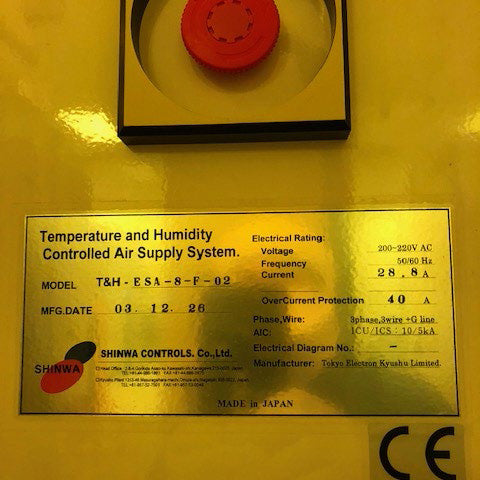 Temperature and Humidity
Controlled Air Supply System.
MODEL T&H - ESA-8-F-02
MFG.DATE 03. 12. 26
SHINWA
SHINWA CONTROLS. Co.,Ltd.
Electrical Rating:
Voltage 200-220V AC
Frequency 50/60 Hz
Current 28.8 A
OverCurrent Protection 40 A
Phase,Wire: 3phase,3wire +G line
AIC: ICU/ICS : 10/5kA
Electrical Diagram No.: -
Manufacturer: Tokyo Electron Kyushu Limited.
MADE in JAPAN
CE